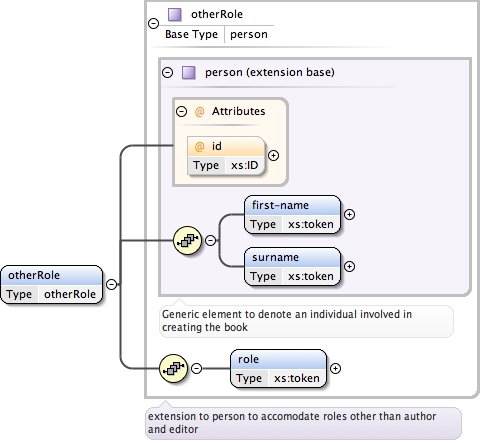 otherRole
Base Type person
person (extension base)
@ Attributes
@ id
Type xs:ID
first-name
Type xs:token
surname
Type xs:token
otherRole
Type otherRole
Generic element to denote an individual involved in
creating the book
role
Type xs:token
extension to person to accomodate roles other than author
and editor